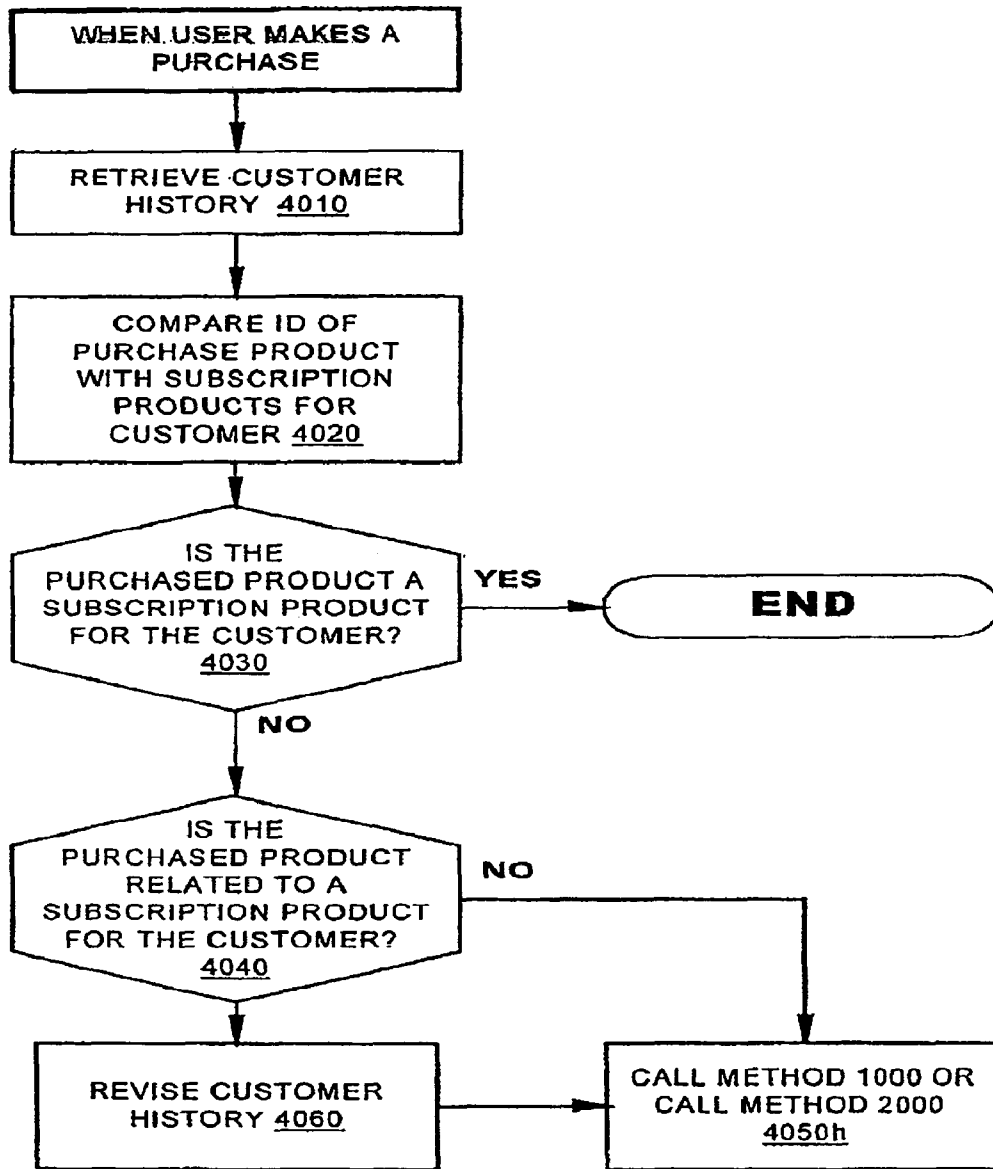 WHEN USER MAKES A
PURCHASE
RETRIEVE CUSTOMER
HISTORY 4010
COMPARE ID OF
PURCHASE PRODUCT
WITH SUBSCRIPTION
PRODUCTS FOR
CUSTOMER 4020
IS THE
PURCHASED PRODUCT A
SUBSCRIPTION PRODUCT
FOR THE CUSTOMER?
4030
YES
END
NO
IS THE
PURCHASED PRODUCT
RELATED TO A
SUBSCRIPTION PRODUCT
FOR THE CUSTOMER?
4040
NO
REVISE CUSTOMER
HISTORY 4060
CALL METHOD 1000 OR
CALL METHOD 2000
4050h